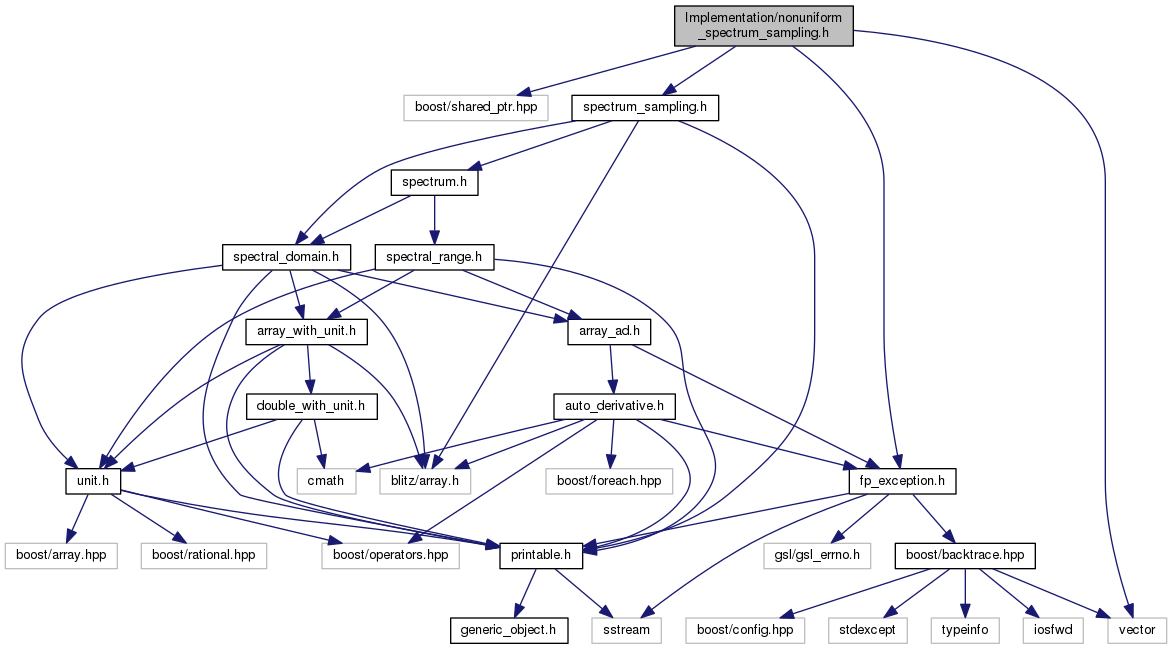 Implementation/nonuniform
_spectrum_sampling.h
boost/shared_ptr.hpp
spectrum_sampling.h
spectrum.h
spectral_domain.h
spectral_range.h
array_with_unit.h
array_ad.h
double_with_unit.h
auto_derivative.h
unit.h
cmath
blitz/array.h
boost/foreach.hpp
fp_exception.h
boost/array.hpp
boost/rational.hpp
boost/operators.hpp
printable.h
gsl/gsl_errno.h
boost/backtrace.hpp
generic_object.h
sstream
boost/config.hpp
stdexcept
typeinfo
iosfwd
vector